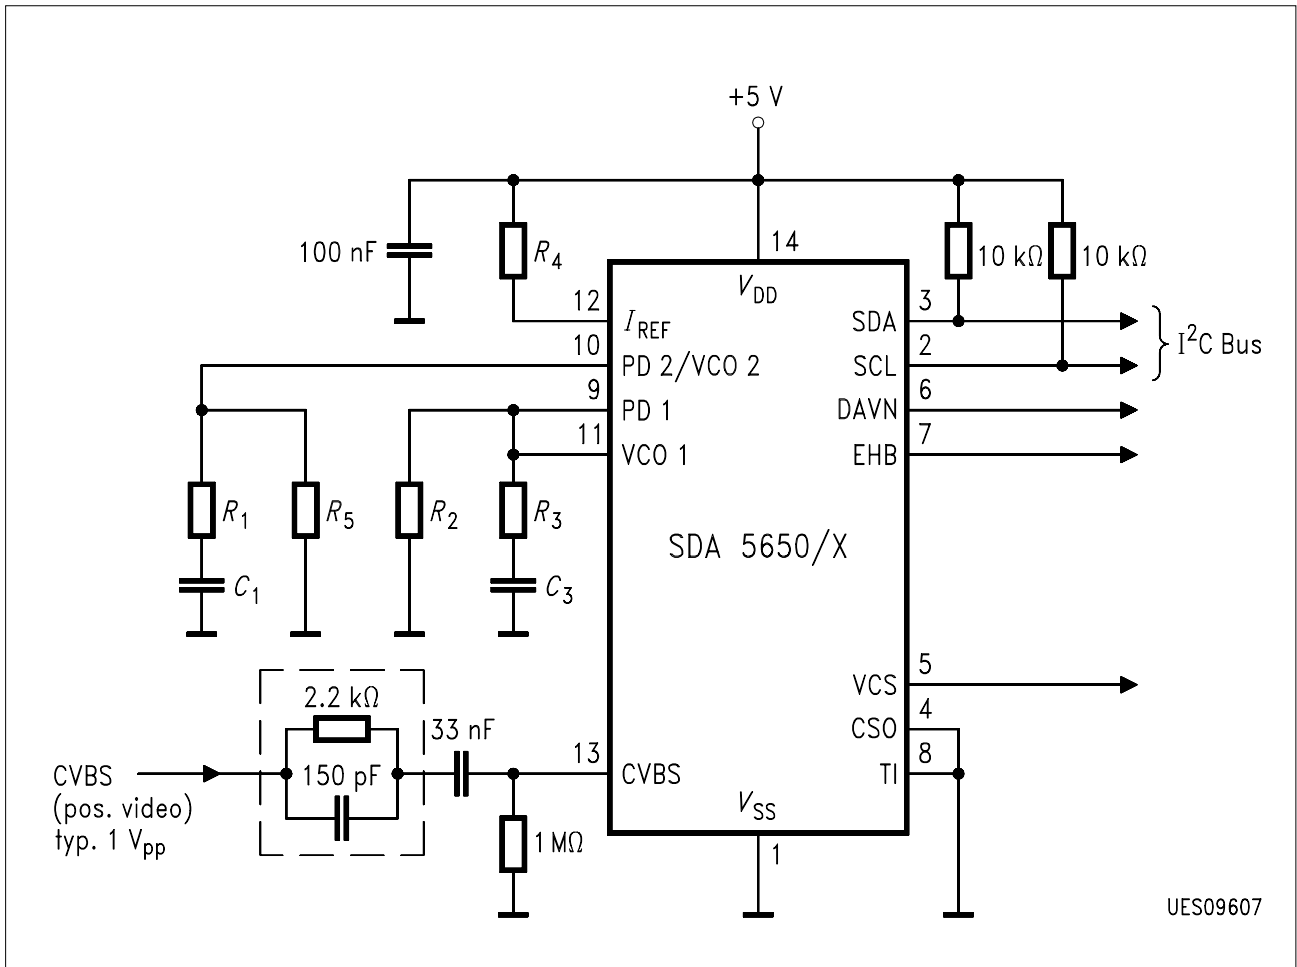 +5 V
100 nF
R4
14
10 kΩ
10 kΩ
VDD
12
IREF
3
SDA
I²C Bus
10
PD 2/VCO 2
2
SCL
9
PD 1
6
DAVN
11
VCO 1
7
EHB
R1
R5
R2
R3
SDA 5650/X
C1
C3
5
VCS
2.2 kΩ
33 nF
4
CSO
13
CVBS
8
TI
CVBS
(pos. video)
typ. 1 Vpp
150 pF
VSS
1 MΩ
1
UES09607